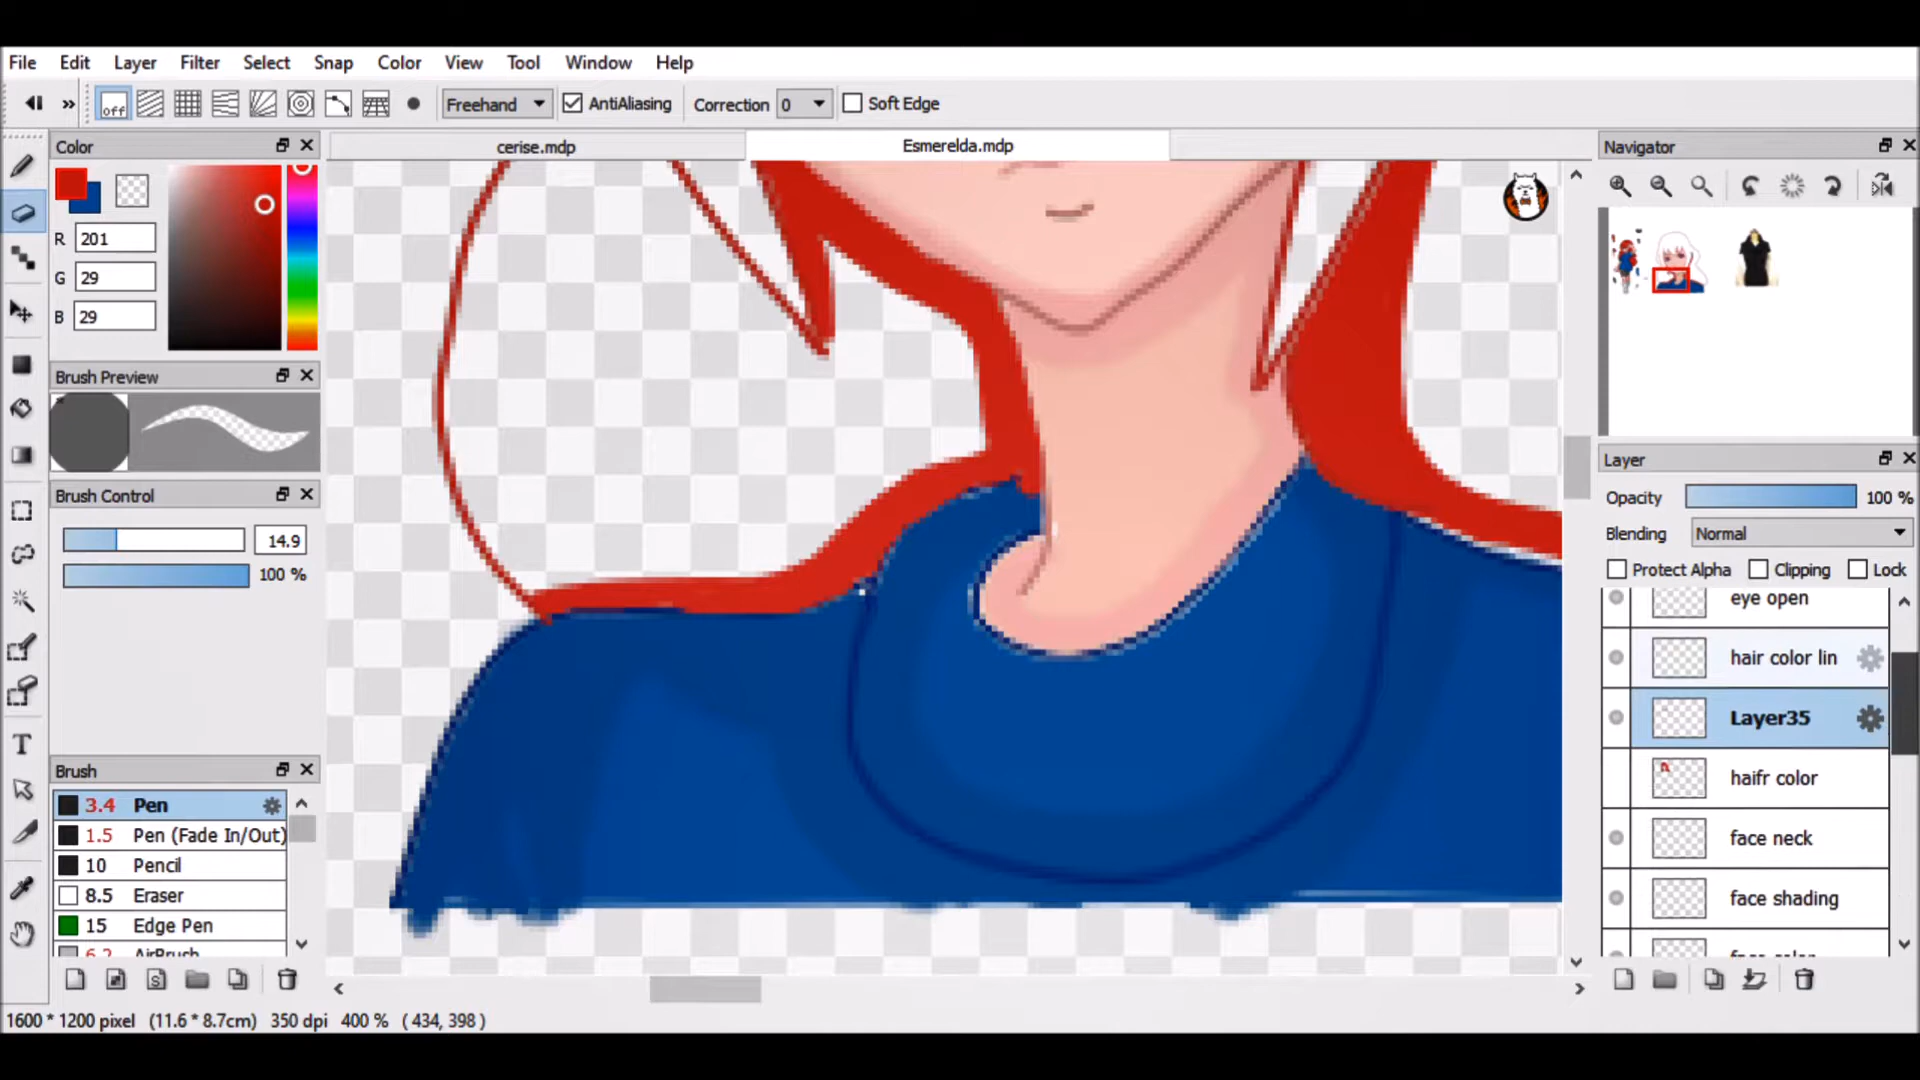 File Edit Layer Filter Select Snap Color View Tool Window Help
off Freehand AntiAliasing Correction 0 Soft Edge
Color
R 201
G 29
B 29
Brush Preview
Brush Control
14.9
100 %
Brush
3.4 Pen
1.5 Pen (Fade In/Out)
10 Pencil
8.5 Eraser
15 Edge Pen
6.2 AirBrush
cerise.mdp
Esmerelda.mdp
Navigator
Layer
Opacity 100 %
Blending Normal
Protect Alpha Clipping Lock
eye open
hair color lin
Layer35
haifr color
face neck
face shading
face color
T
1600 * 1200 pixel (11.6 * 8.7cm) 350 dpi 400 % ( 434, 398 )